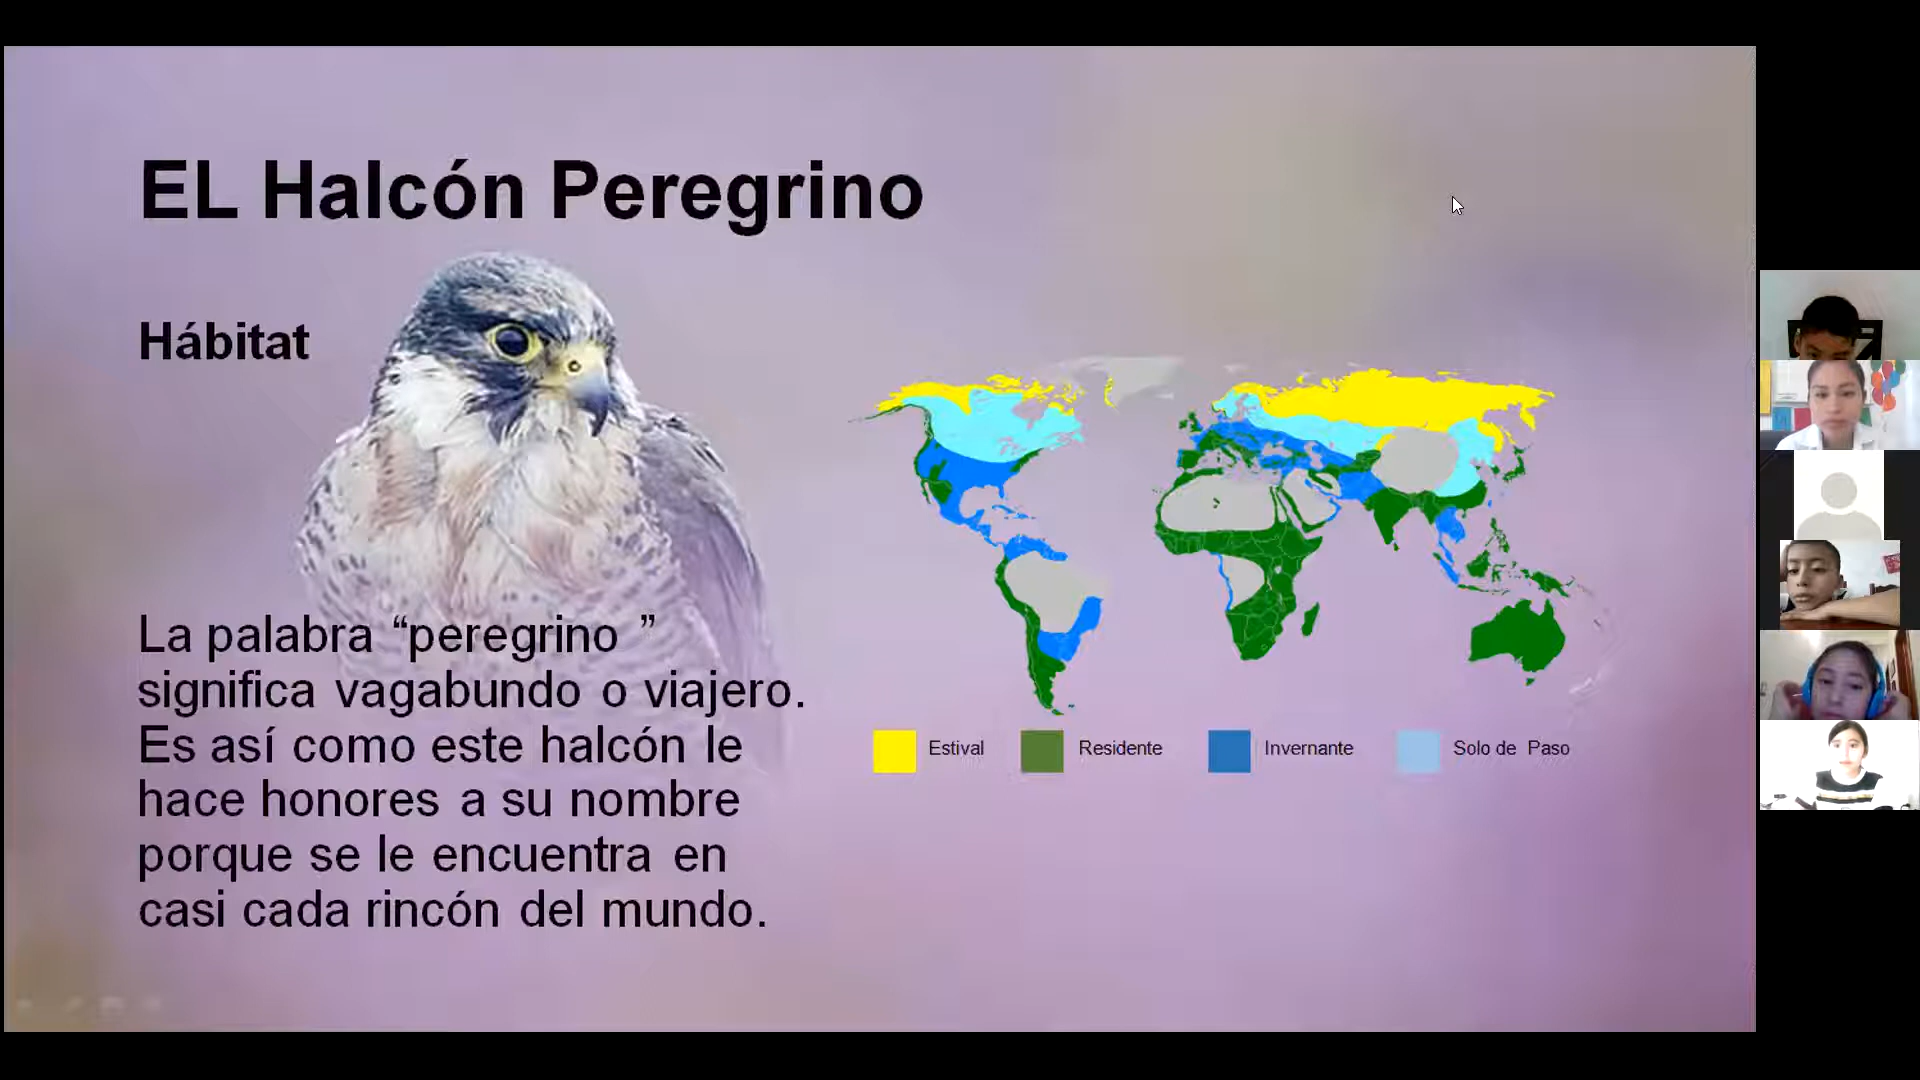 EL Halcón Peregrino
Hábitat
La palabra “peregrino ”
significa vagabundo o viajero.
Es así como este halcón le
hace honores a su nombre
porque se le encuentra en
casi cada rincón del mundo.
Estival Residente Invernante Solo de Paso